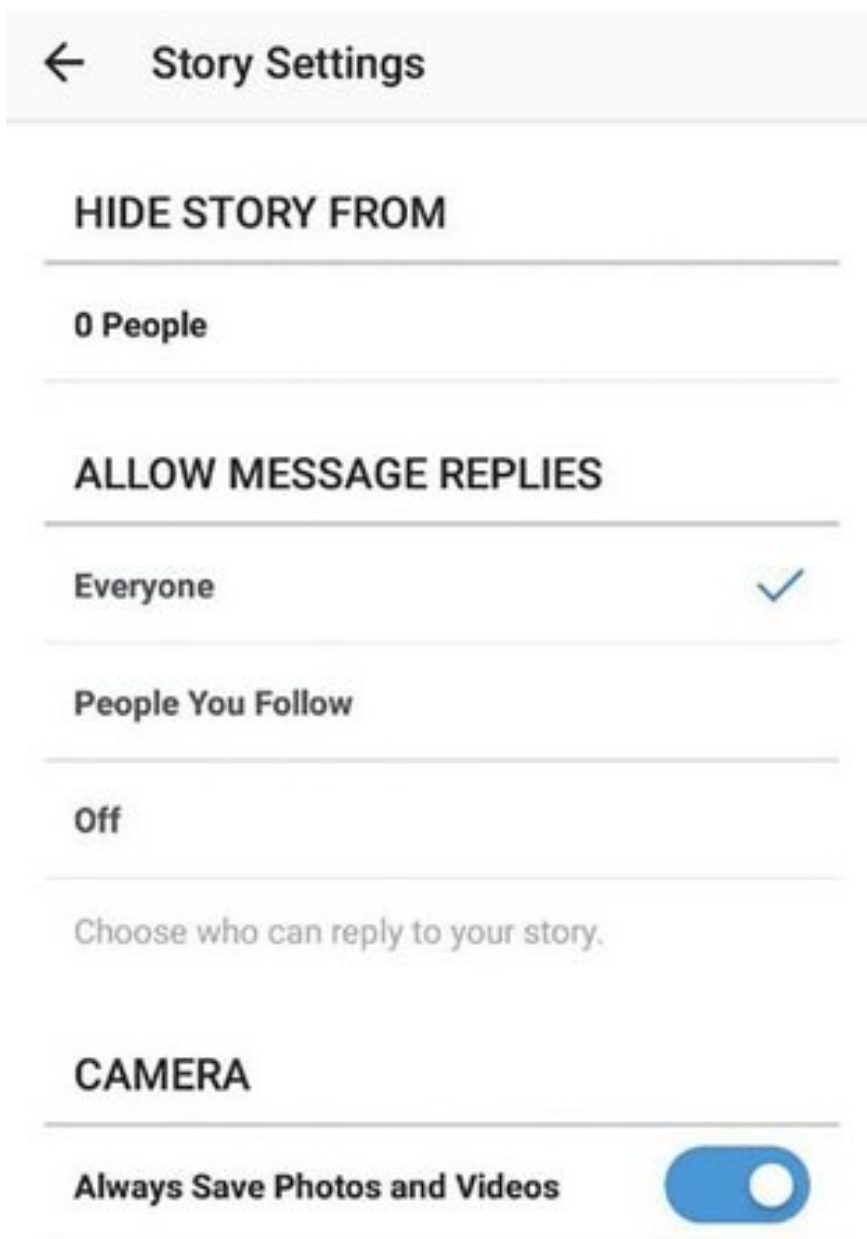 Story Settings
HIDE STORY FROM
0 People
ALLOW MESSAGE REPLIES
Everyone
People You Follow
Off
Choose who can reply to your story.
CAMERA
Always Save Photos and Videos